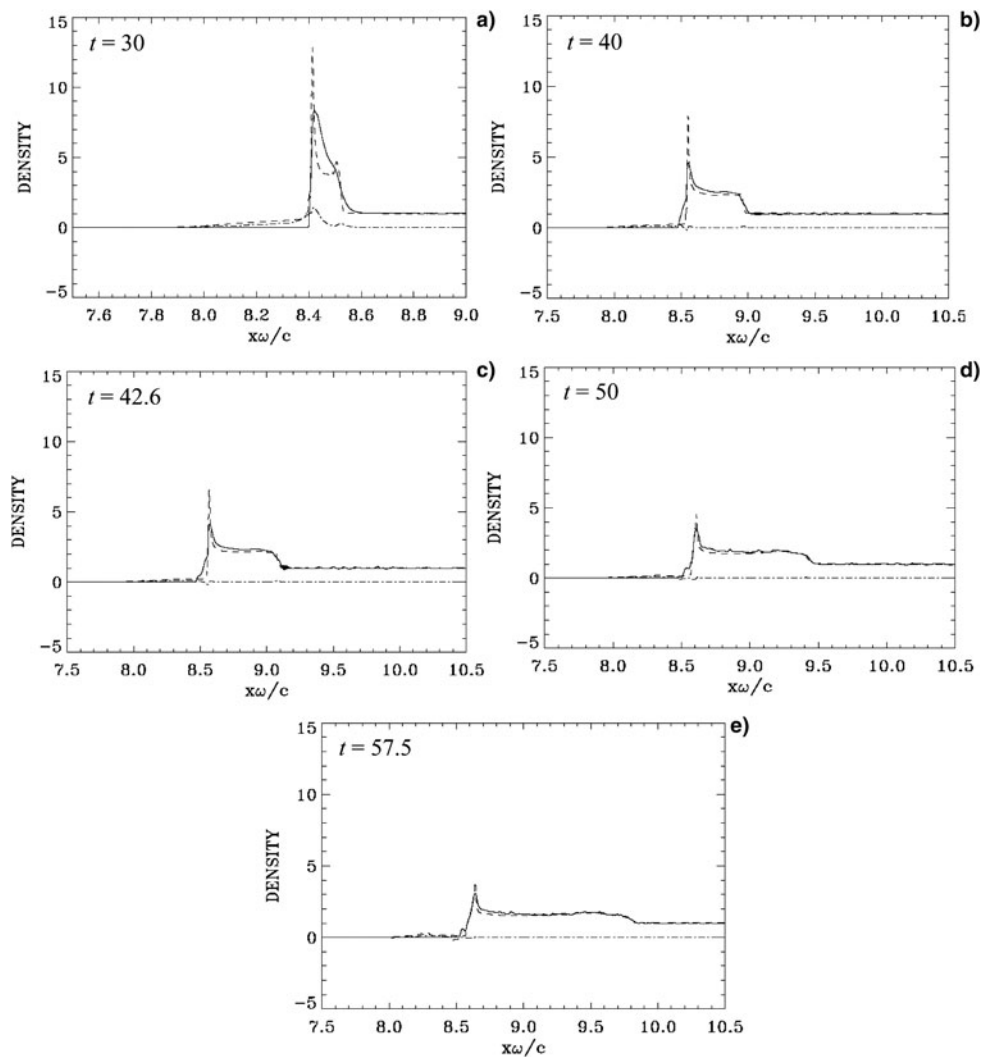 a)
t = 30
DENSITY
15
10
5
0
-5
7.6 7.8 8.0 8.2 8.4 8.6 8.8 9.0
xω/c
b)
t = 40
DENSITY
15
10
5
0
-5
7.5 8.0 8.5 9.0 9.5 10.0 10.5
xω/c
c)
t = 42.6
DENSITY
15
10
5
0
-5
7.5 8.0 8.5 9.0 9.5 10.0 10.5
xω/c
d)
t = 50
DENSITY
15
10
5
0
-5
7.5 8.0 8.5 9.0 9.5 10.0 10.5
xω/c
e)
t = 57.5
DENSITY
15
10
5
0
-5
7.5 8.0 8.5 9.0 9.5 10.0 10.5
xω/c